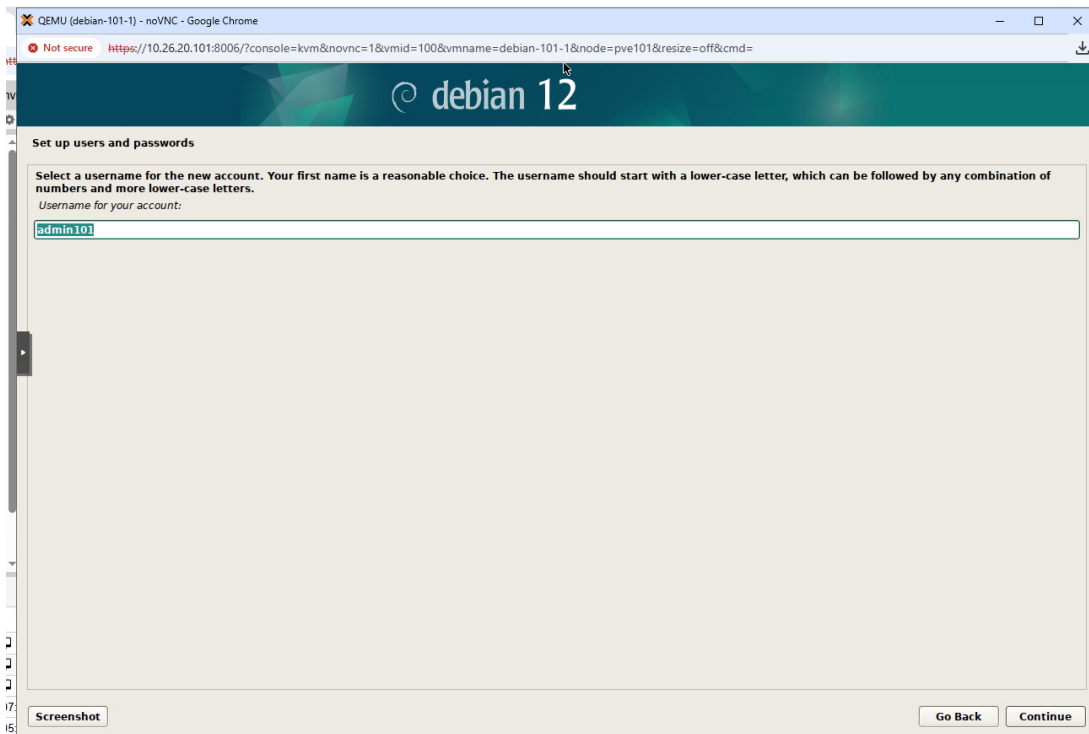 QEMU (debian-101-1) - noVNC - Google Chrome
Not secure https://10.26.20.101:8006/?console=kvm&novnc=1&vmid=100&vmname=debian-101-1&node=pve101&resize=off&cmd=
debian 12
Set up users and passwords
Select a username for the new account. Your first name is a reasonable choice. The username should start with a lower-case letter, which can be followed by any combination of
numbers and more lower-case letters.
Username for your account:
admin101
Screenshot Go Back Continue